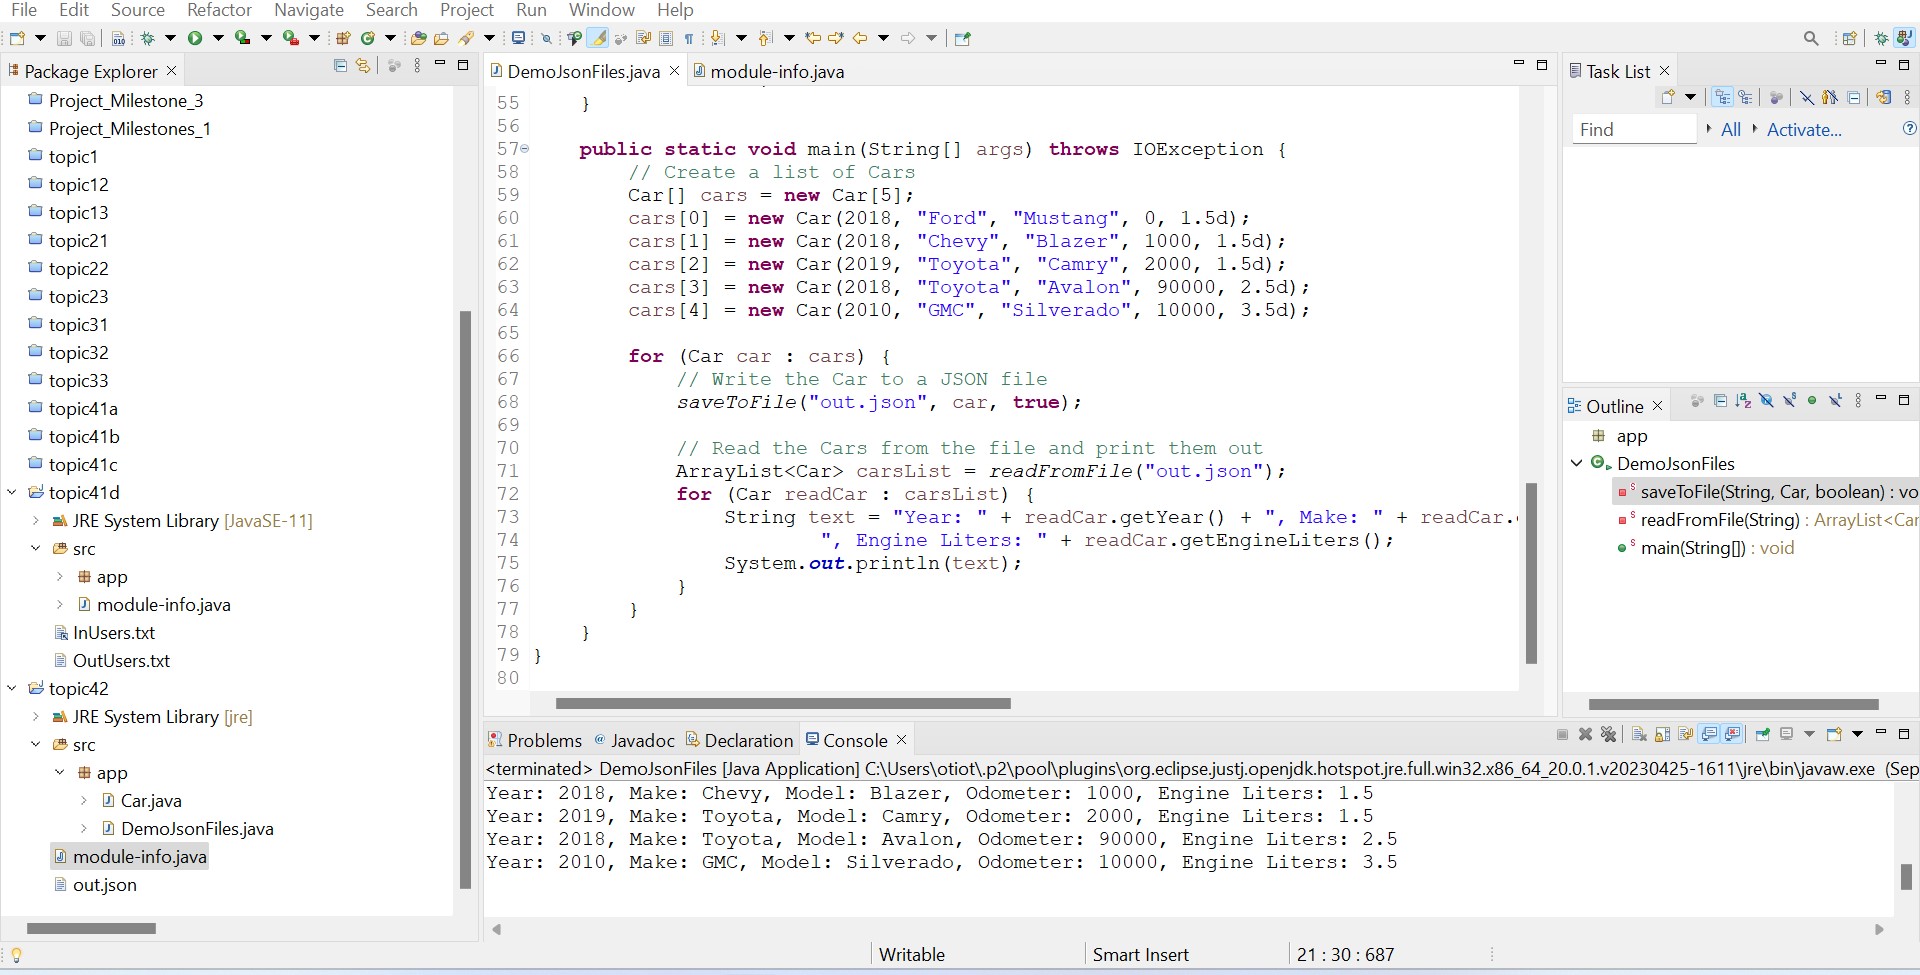 File Edit Source Refactor Navigate Search Project Run Window Help
Package Explorer
Project_Milestone_3
Project_Milestones_1
topic1
topic12
topic13
topic21
topic22
topic23
topic31
topic32
topic33
topic41a
topic41b
topic41c
topic41d
JRE System Library [JavaSE-11]
src
app
module-info.java
InUsers.txt
OutUsers.txt
topic42
JRE System Library [jre]
src
app
Car.java
DemoJsonFiles.java
module-info.java
out.json
DemoJsonFiles.java module-info.java
55 }
56
57 public static void main(String[] args) throws IOException {
58 // Create a list of Cars
59 Car[] cars = new Car[5];
60 cars[0] = new Car(2018, "Ford", "Mustang", 0, 1.5d);
61 cars[1] = new Car(2018, "Chevy", "Blazer", 1000, 1.5d);
62 cars[2] = new Car(2019, "Toyota", "Camry", 2000, 1.5d);
63 cars[3] = new Car(2018, "Toyota", "Avalon", 90000, 2.5d);
64 cars[4] = new Car(2010, "GMC", "Silverado", 10000, 3.5d);
65
66 for (Car car : cars) {
67 // Write the Car to a JSON file
68 saveToFile("out.json", car, true);
69
70 // Read the Cars from the file and print them out
71 ArrayList<Car> carsList = readFromFile("out.json");
72 for (Car readCar : carsList) {
73 String text = "Year: " + readCar.getYear() + ", Make: " + readCar.
74 ", Engine Liters: " + readCar.getEngineLiters();
75 System.out.println(text);
76 }
77 }
78 }
79 }
80
Task List
Find All Activate...
Outline
app
DemoJsonFiles
saveToFile(String, Car, boolean) : vo
readFromFile(String) : ArrayList<Car
main(String[]) : void
Problems Javadoc Declaration Console
<terminated> DemoJsonFiles [Java Application] C:\Users\otiot\.p2\pool\plugins\org.eclipse.justj.openjdk.hotspot.jre.full.win32.x86_64_20.0.1.v20230425-1611\jre\bin\javaw.exe (Sep
Year: 2018, Make: Chevy, Model: Blazer, Odometer: 1000, Engine Liters: 1.5
Year: 2019, Make: Toyota, Model: Camry, Odometer: 2000, Engine Liters: 1.5
Year: 2018, Make: Toyota, Model: Avalon, Odometer: 90000, Engine Liters: 2.5
Year: 2010, Make: GMC, Model: Silverado, Odometer: 10000, Engine Liters: 3.5
Writable Smart Insert 21 : 30 : 687